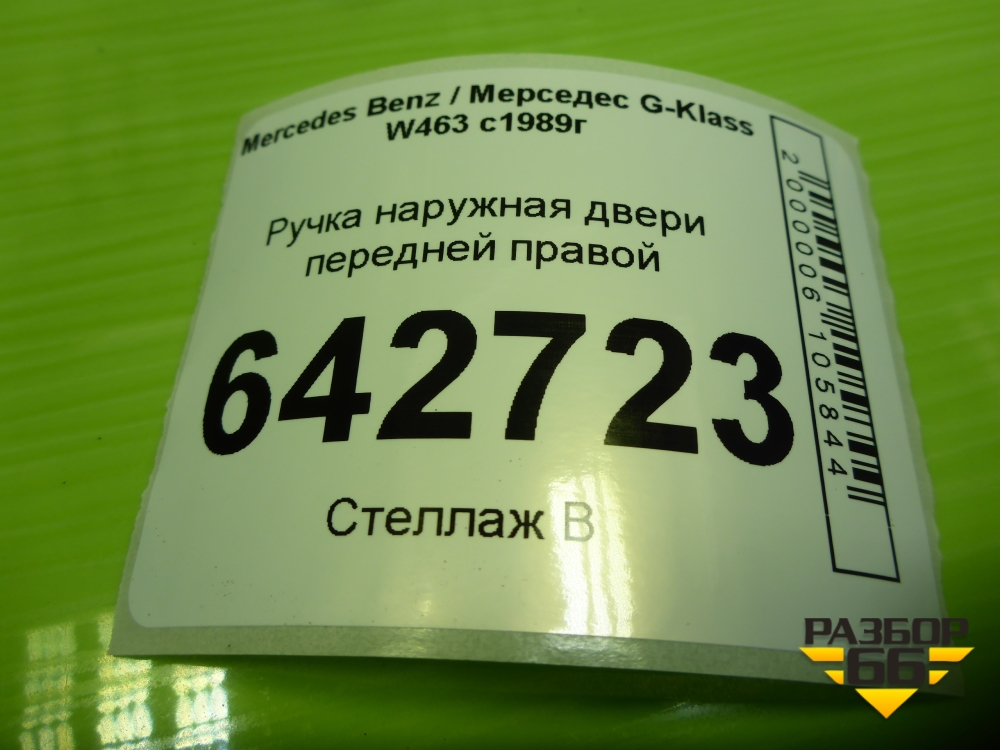 Mercedes Benz / Мерседес G-Klass
W463 с1989г
Ручка наружная двери
передней правой
642723
Стеллаж В
2000006105844
РАЗБОР
66